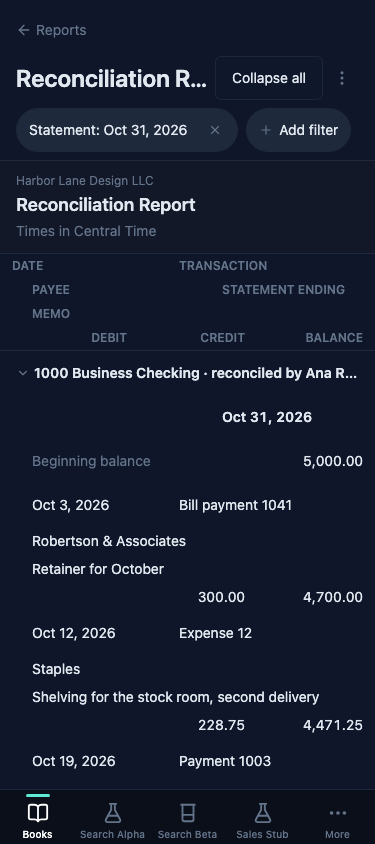 Reports
Reconciliation R...
Collapse all
Statement: Oct 31, 2026
Add filter
Harbor Lane Design LLC
Reconciliation Report
Times in Central Time
DATE TRANSACTION
PAYEE STATEMENT ENDING
MEMO
DEBIT CREDIT BALANCE
1000 Business Checking · reconciled by Ana R...
Oct 31, 2026
Beginning balance 5,000.00
Oct 3, 2026 Bill payment 1041
Robertson & Associates
Retainer for October
300.00 4,700.00
Oct 12, 2026 Expense 12
Staples
Shelving for the stock room, second delivery
228.75 4,471.25
Oct 19, 2026 Payment 1003
Books Search Alpha Search Beta Sales Stub More